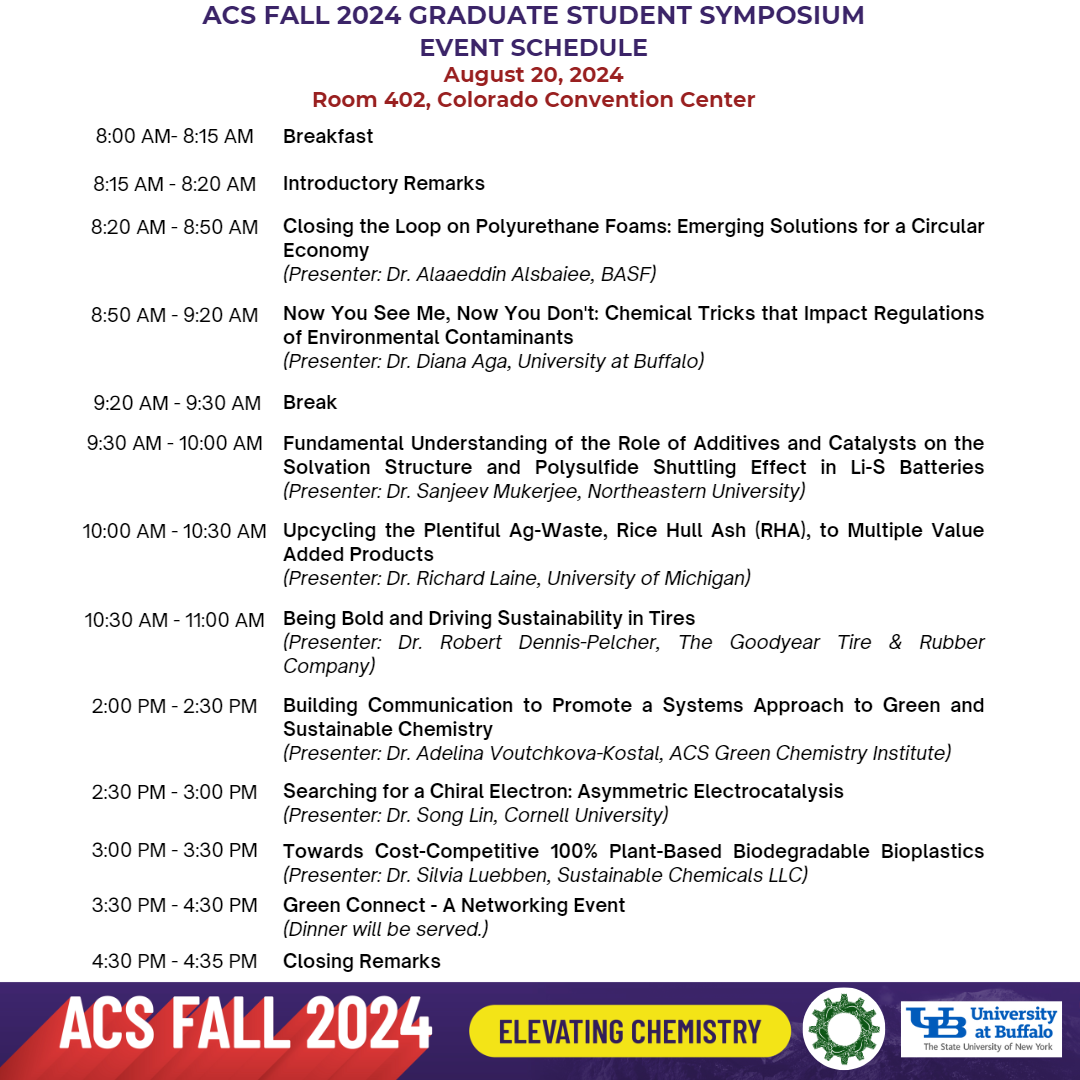 ACS FALL 2024 GRADUATE STUDENT SYMPOSIUM
EVENT SCHEDULE
August 20, 2024
Room 402, Colorado Convention Center
8:00 AM- 8:15 AM Breakfast
8:15 AM - 8:20 AM Introductory Remarks
8:20 AM - 8:50 AM Closing the Loop on Polyurethane Foams: Emerging Solutions for a Circular
Economy
(Presenter: Dr. Alaaeddin Alsbaiee, BASF)
8:50 AM - 9:20 AM Now You See Me, Now You Don't: Chemical Tricks that Impact Regulations
of Environmental Contaminants
(Presenter: Dr. Diana Aga, University at Buffalo)
9:20 AM - 9:30 AM Break
9:30 AM - 10:00 AM Fundamental Understanding of the Role of Additives and Catalysts on the
Solvation Structure and Polysulfide Shuttling Effect in Li-S Batteries
(Presenter: Dr. Sanjeev Mukerjee, Northeastern University)
10:00 AM - 10:30 AM Upcycling the Plentiful Ag-Waste, Rice Hull Ash (RHA), to Multiple Value
Added Products
(Presenter: Dr. Richard Laine, University of Michigan)
10:30 AM - 11:00 AM Being Bold and Driving Sustainability in Tires
(Presenter: Dr. Robert Dennis-Pelcher, The Goodyear Tire & Rubber
Company)
2:00 PM - 2:30 PM Building Communication to Promote a Systems Approach to Green and
Sustainable Chemistry
(Presenter: Dr. Adelina Voutchkova-Kostal, ACS Green Chemistry Institute)
2:30 PM - 3:00 PM Searching for a Chiral Electron: Asymmetric Electrocatalysis
(Presenter: Dr. Song Lin, Cornell University)
3:00 PM - 3:30 PM Towards Cost-Competitive 100% Plant-Based Biodegradable Bioplastics
(Presenter: Dr. Silvia Luebben, Sustainable Chemicals LLC)
3:30 PM - 4:30 PM Green Connect - A Networking Event
(Dinner will be served.)
4:30 PM - 4:35 PM Closing Remarks
ACS FALL 2024
ELEVATING CHEMISTRY
UB University
at Buffalo
The State University of New York